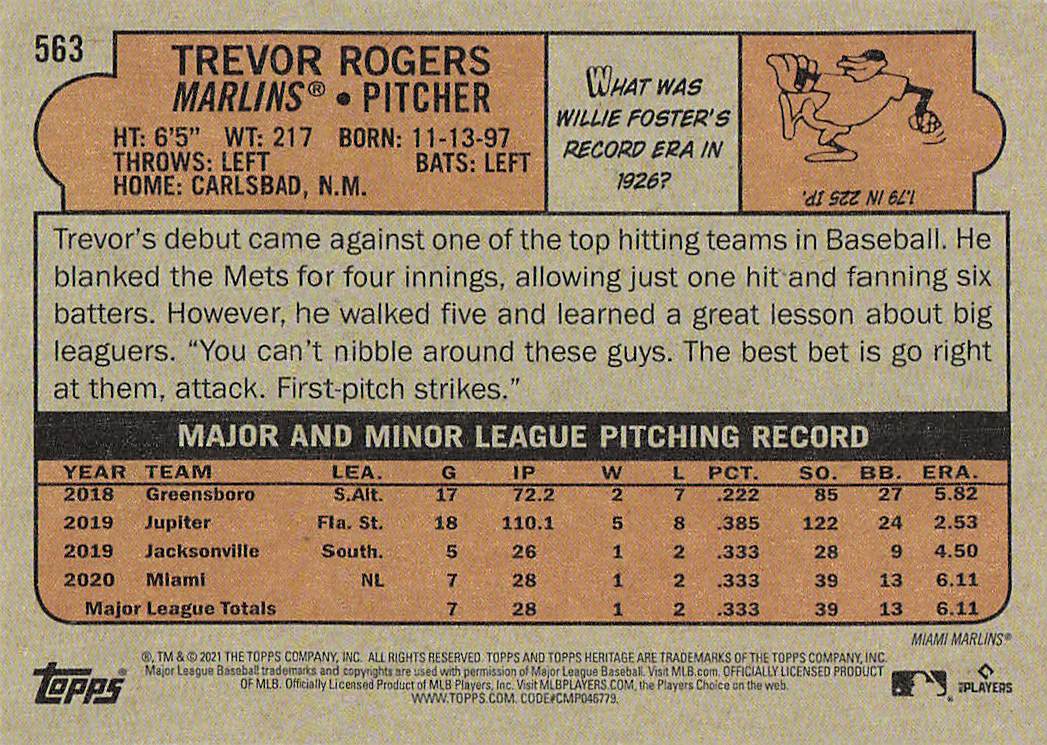 563
TREVOR ROGERS
MARLINS® • PITCHER
HT: 6'5" WT: 217 BORN: 11-13-97
THROWS: LEFT BATS: LEFT
HOME: CARLSBAD, N.M.
WHAT WAS
WILLIE FOSTER'S
RECORD ERA IN
1926?
1.79 IN 225 IP.
Trevor's debut came against one of the top hitting teams in Baseball. He
blanked the Mets for four innings, allowing just one hit and fanning six
batters. However, he walked five and learned a great lesson about big
leaguers. "You can't nibble around these guys. The best bet is go right
at them, attack. First-pitch strikes."
MAJOR AND MINOR LEAGUE PITCHING RECORD
YEAR TEAM LEA. G IP W L PCT. SO. BB. ERA.
2018 Greensboro S.Alt. 17 72.2 2 7 .222 85 27 5.82
2019 Jupiter Fla. St. 18 110.1 5 8 .385 122 24 2.53
2019 Jacksonville South. 5 26 1 2 .333 28 9 4.50
2020 Miami NL 7 28 1 2 .333 39 13 6.11
Major League Totals 7 28 1 2 .333 39 13 6.11
MIAMI MARLINS®
®, TM & © 2021 THE TOPPS COMPANY, INC. ALL RIGHTS RESERVED. TOPPS AND TOPPS HERITAGE ARE TRADEMARKS OF THE TOPPS COMPANY, INC.
Major League Baseball trademarks and copyrights are used with permission of Major League Baseball. Visit MLB.com. OFFICIALLY LICENSED PRODUCT
OF MLB. Officially Licensed Product of MLB Players, Inc. Visit MLBPLAYERS.COM, the Players Choice on the web.
WWW.TOPPS.COM. CODE#CMP046779.
topps®
MLB PLAYERS